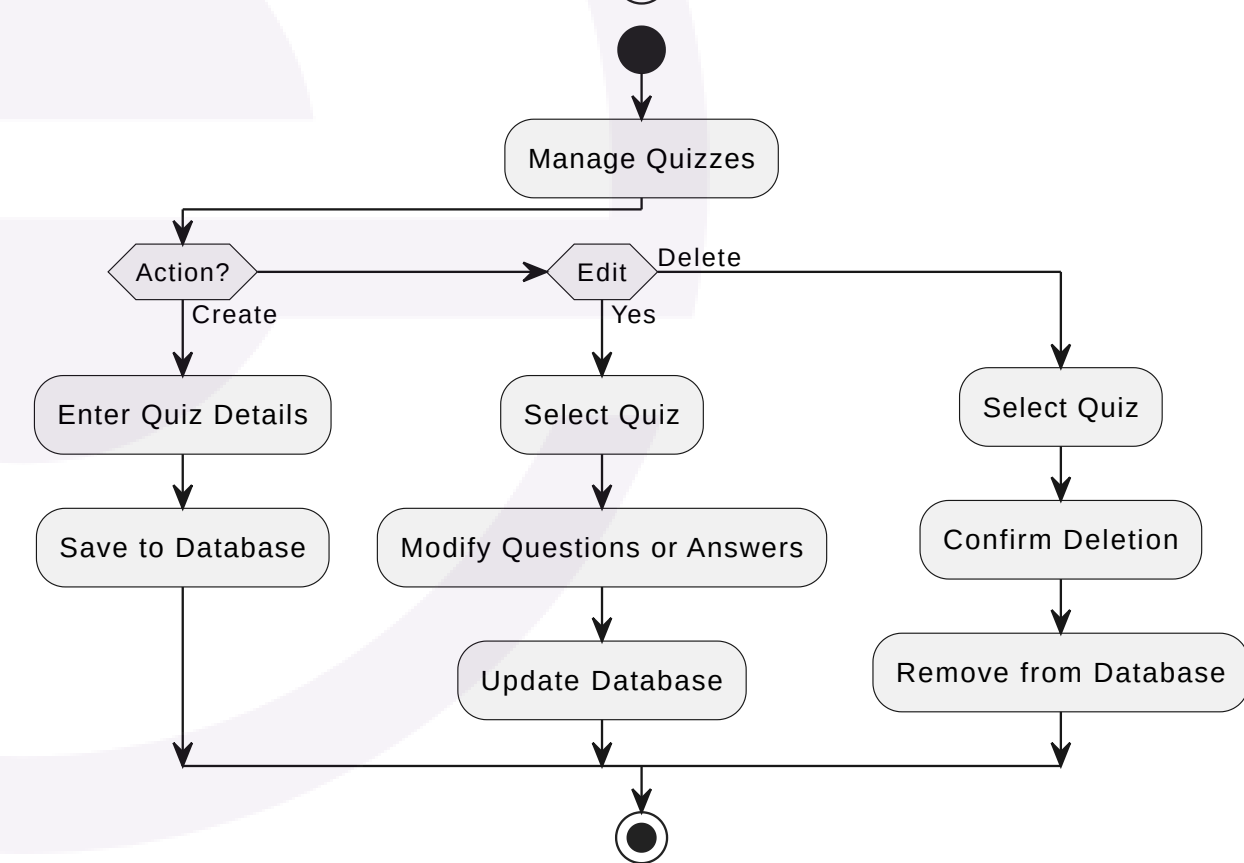 Manage Quizzes
Action?
Edit
Delete
Create
Yes
Enter Quiz Details
Select Quiz
Select Quiz
Save to Database
Modify Questions or Answers
Confirm Deletion
Update Database
Remove from Database